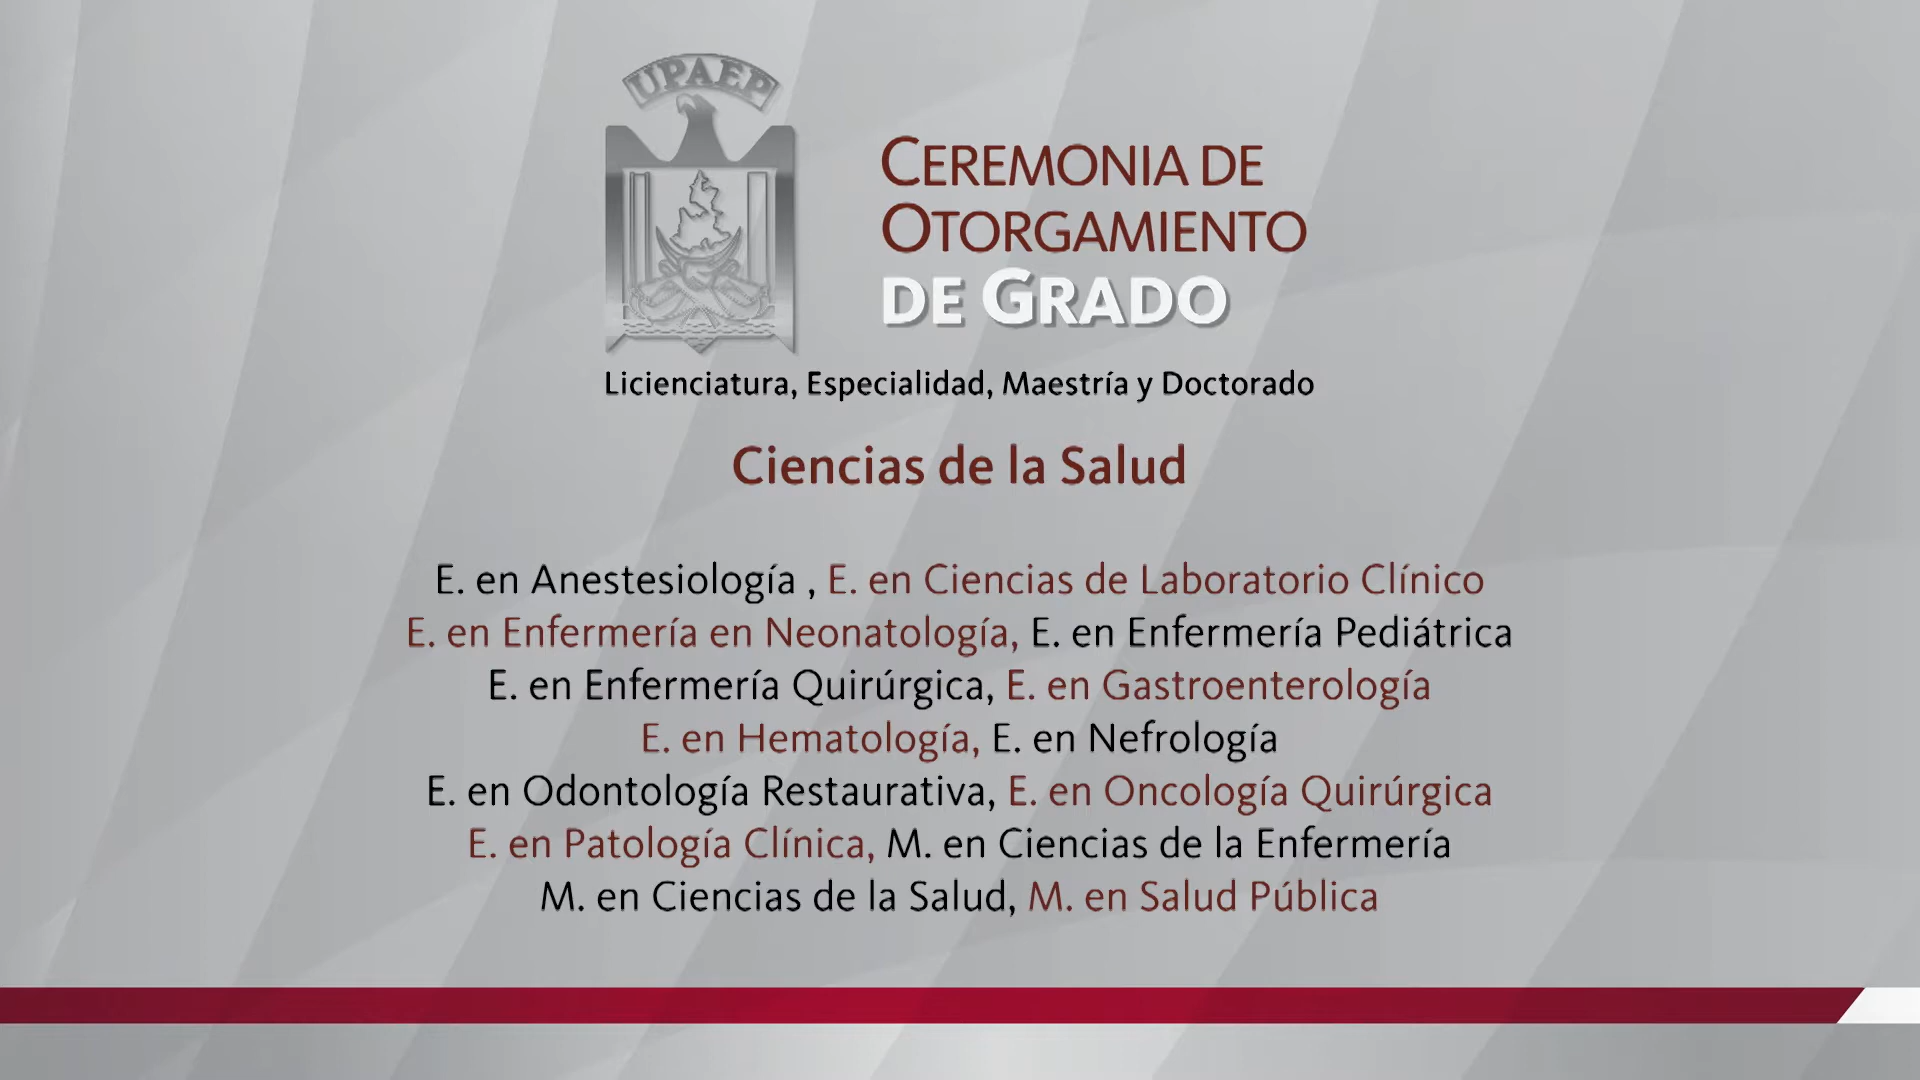 UPAEP
CEREMONIA DE
OTORGAMIENTO
DE GRADO
Licienciatura, Especialidad, Maestría y Doctorado
Ciencias de la Salud
E. en Anestesiología , E. en Ciencias de Laboratorio Clínico
E. en Enfermería en Neonatología, E. en Enfermería Pediátrica
E. en Enfermería Quirúrgica, E. en Gastroenterología
E. en Hematología, E. en Nefrología
E. en Odontología Restaurativa, E. en Oncología Quirúrgica
E. en Patología Clínica, M. en Ciencias de la Enfermería
M. en Ciencias de la Salud, M. en Salud Pública